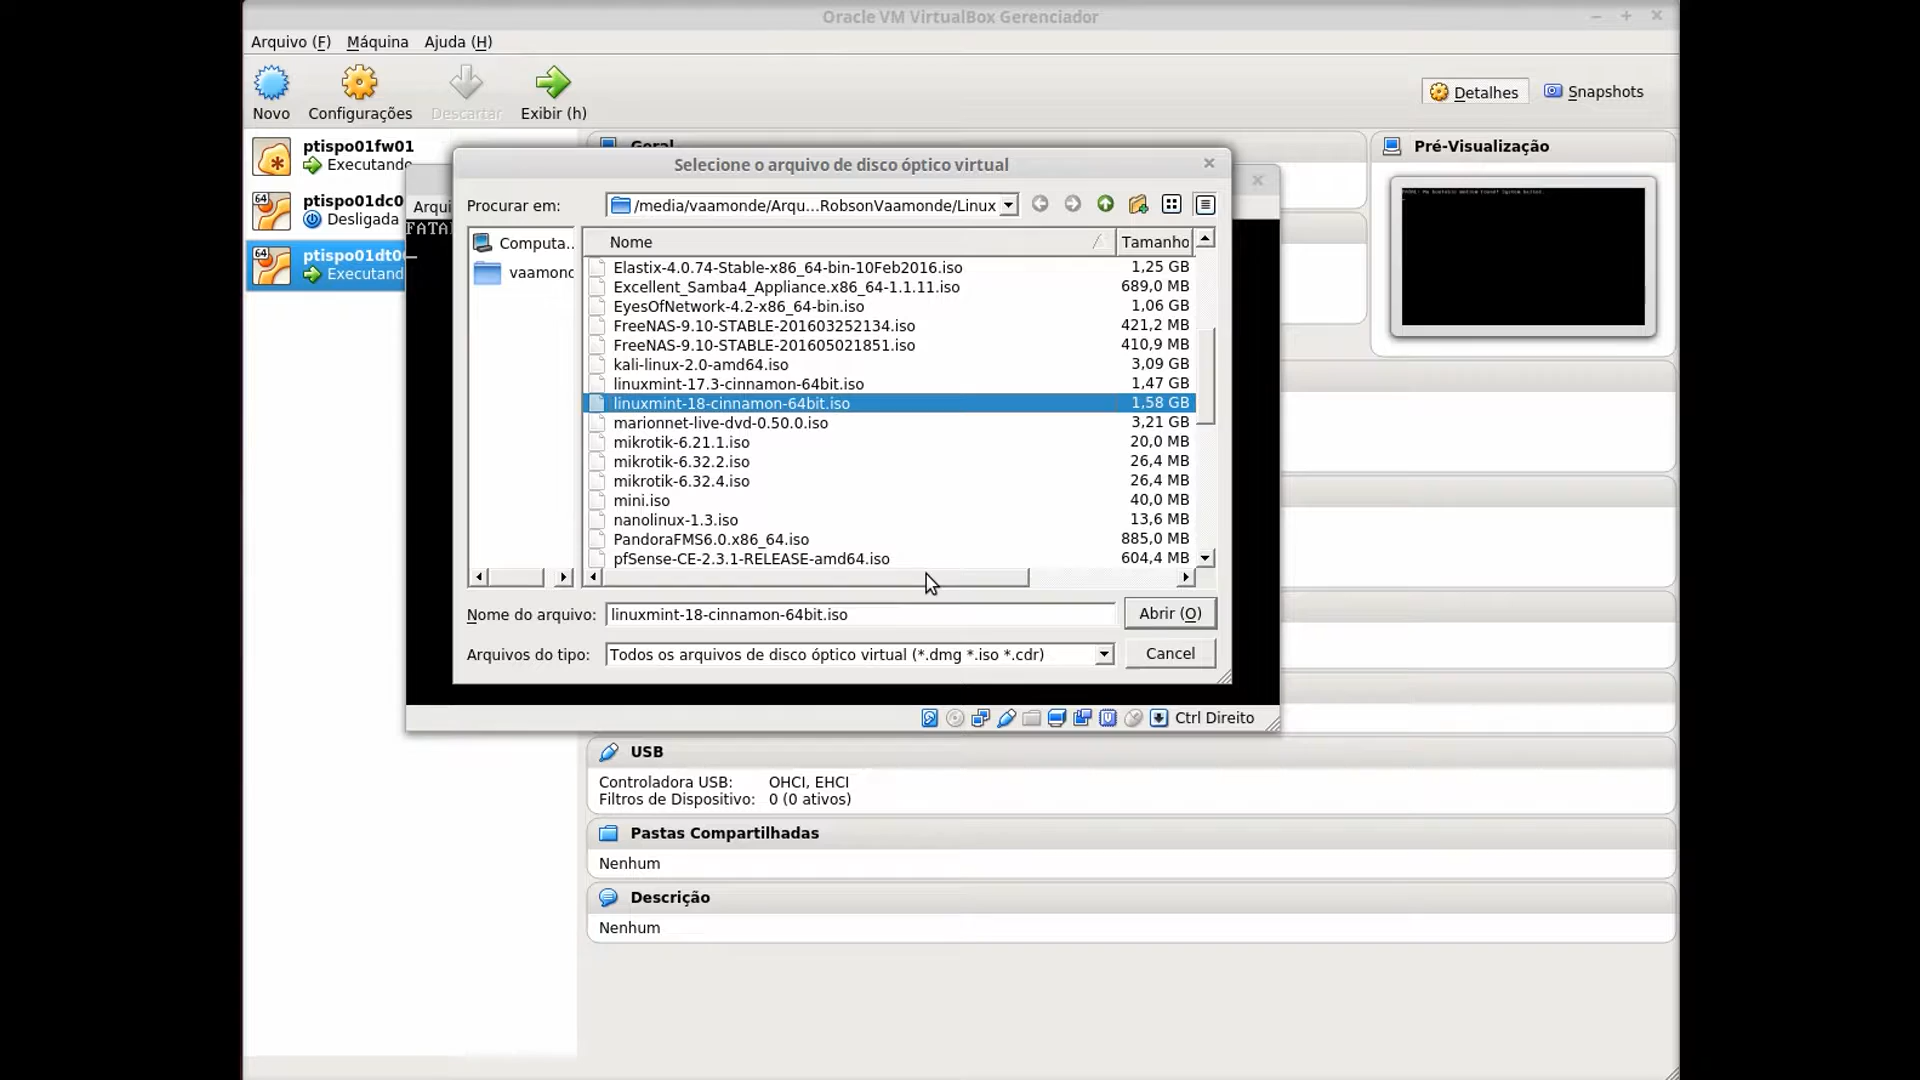 Oracle VM VirtualBox Gerenciador
Arquivo (F) Máquina Ajuda (H)
Novo Configurações Descartar Exibir (h)
Detalhes Snapshots
ptispo01fw01
Executando
64
ptispo01dc0
Desligada
64
ptispo01dt0
Executand
Geral
Pré-Visualização
Arqui
FATA
Selecione o arquivo de disco óptico virtual
Procurar em: /media/vaamonde/Arqu...RobsonVaamonde/Linux
Computa..
vaamond
Nome Tamanho
Elastix-4.0.74-Stable-x86_64-bin-10Feb2016.iso 1,25 GB
Excellent_Samba4_Appliance.x86_64-1.1.11.iso 689,0 MB
EyesOfNetwork-4.2-x86_64-bin.iso 1,06 GB
FreeNAS-9.10-STABLE-201603252134.iso 421,2 MB
FreeNAS-9.10-STABLE-201605021851.iso 410,9 MB
kali-linux-2.0-amd64.iso 3,09 GB
linuxmint-17.3-cinnamon-64bit.iso 1,47 GB
linuxmint-18-cinnamon-64bit.iso 1,58 GB
marionnet-live-dvd-0.50.0.iso 3,21 GB
mikrotik-6.21.1.iso 20,0 MB
mikrotik-6.32.2.iso 26,4 MB
mikrotik-6.32.4.iso 26,4 MB
mini.iso 40,0 MB
nanolinux-1.3.iso 13,6 MB
PandoraFMS6.0.x86_64.iso 885,0 MB
pfSense-CE-2.3.1-RELEASE-amd64.iso 604,4 MB
Nome do arquivo: linuxmint-18-cinnamon-64bit.iso Abrir (O)
Arquivos do tipo: Todos os arquivos de disco óptico virtual (*.dmg *.iso *.cdr) Cancel
Ctrl Direito
USB
Controladora USB: OHCI, EHCI
Filtros de Dispositivo: 0 (0 ativos)
Pastas Compartilhadas
Nenhum
Descrição
Nenhum